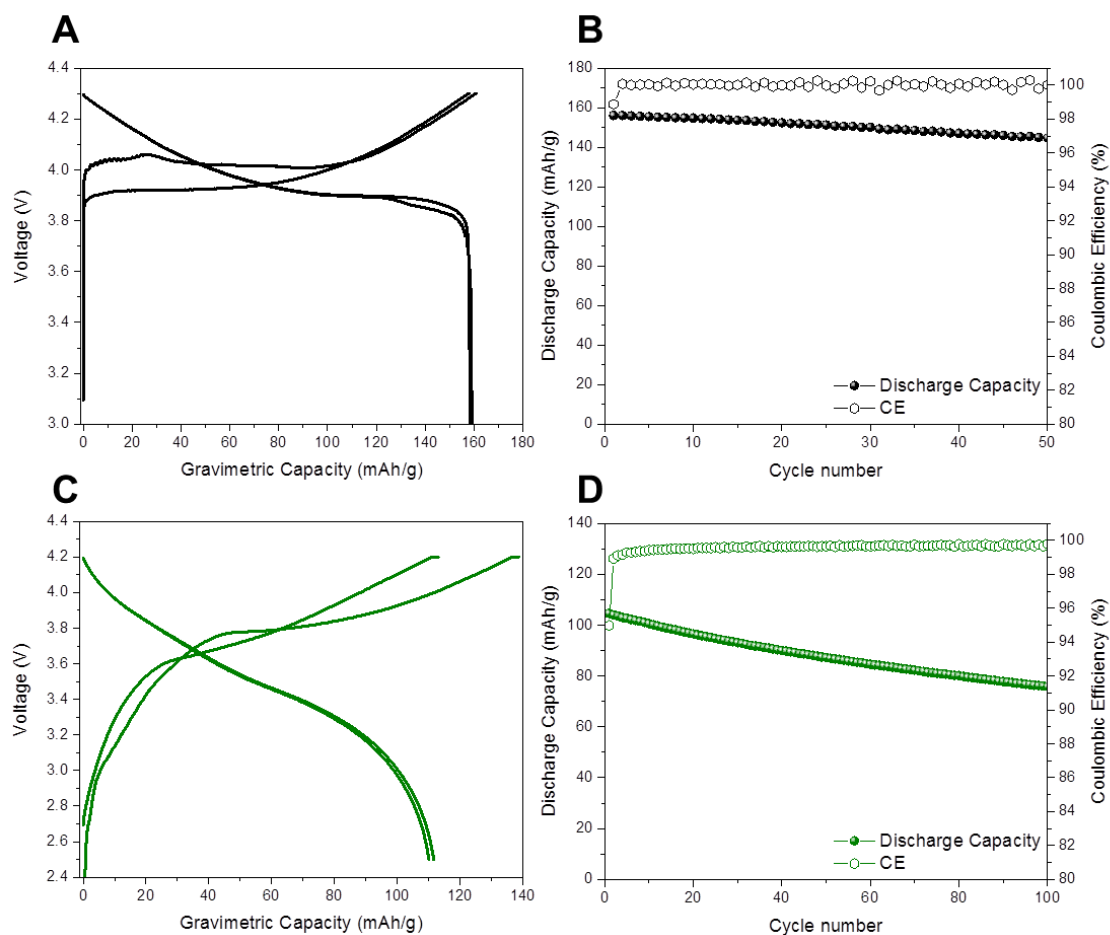 A
4.4
4.2
4.0
3.8
3.6
3.4
3.2
3.0
Voltage (V)
0 20 40 60 80 100 120 140 160 180
Gravimetric Capacity (mAh/g)
B
180
160
140
120
100
80
60
40
20
0
Discharge Capacity (mAh/g)
100
98
96
94
92
90
88
86
84
82
80
Coulombic Efficiency (%)
Discharge Capacity
CE
0 10 20 30 40 50
Cycle number
C
4.4
4.2
4.0
3.8
3.6
3.4
3.2
3.0
2.8
2.6
2.4
Voltage (V)
0 20 40 60 80 100 120 140
Gravimetric Capacity (mAh/g)
D
140
120
100
80
60
40
20
0
Discharge Capacity (mAh/g)
100
98
96
94
92
90
88
86
84
82
80
Coulombic Efficiency (%)
Discharge Capacity
CE
0 20 40 60 80 100
Cycle number